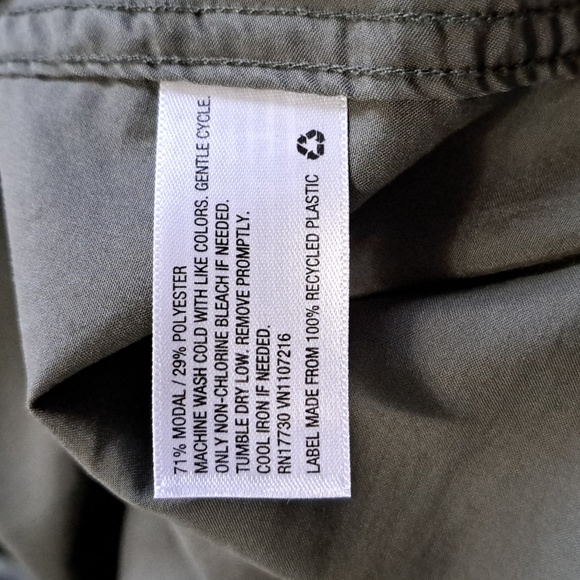 71% MODAL / 29% POLYESTER
MACHINE WASH COLD WITH LIKE COLORS. GENTLE CYCLE.
ONLY NON-CHLORINE BLEACH IF NEEDED.
TUMBLE DRY LOW. REMOVE PROMPTLY.
COOL IRON IF NEEDED.
RN17730 VN1107216
LABEL MADE FROM 100% RECYCLED PLASTIC